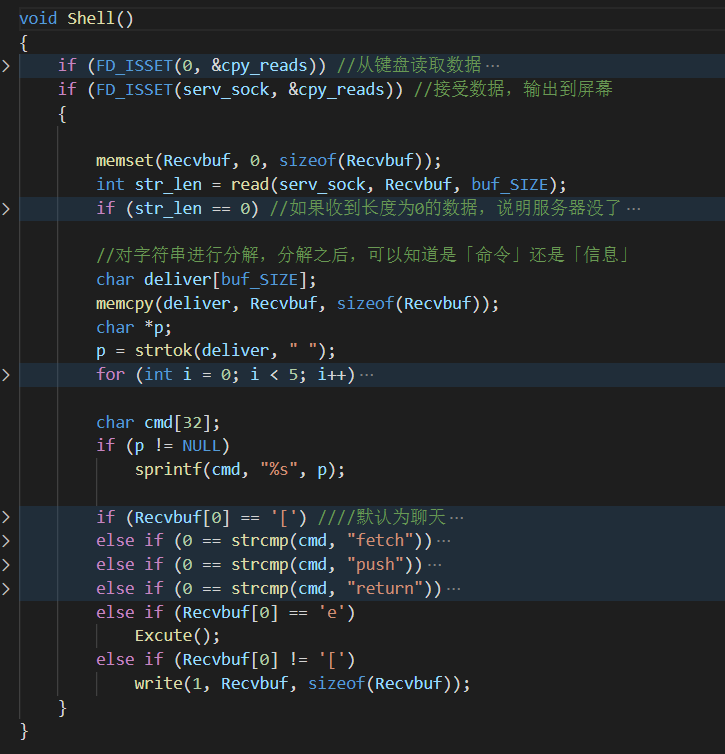 void Shell()
{
    if (FD_ISSET(0, &cpy_reads)) //从键盘读取数据…
    if (FD_ISSET(serv_sock, &cpy_reads)) //接受数据，输出到屏幕
    {
        memset(Recvbuf, 0, sizeof(Recvbuf));
        int str_len = read(serv_sock, Recvbuf, buf_SIZE);
        if (str_len == 0) //如果收到长度为0的数据，说明服务器没了…
        //对字符串进行分解，分解之后，可以知道是「命令」还是「信息」
        char deliver[buf_SIZE];
        memcpy(deliver, Recvbuf, sizeof(Recvbuf));
        char *p;
        p = strtok(deliver, " ");
        for (int i = 0; i < 5; i++)…
        char cmd[32];
        if (p != NULL)
            sprintf(cmd, "%s", p);
        if (Recvbuf[0] == '[') ////默认为聊天…
        else if (0 == strcmp(cmd, "fetch"))…
        else if (0 == strcmp(cmd, "push"))…
        else if (0 == strcmp(cmd, "return"))…
        else if (Recvbuf[0] == 'e')
            Excute();
        else if (Recvbuf[0] != '[')
            write(1, Recvbuf, sizeof(Recvbuf));
    }
}